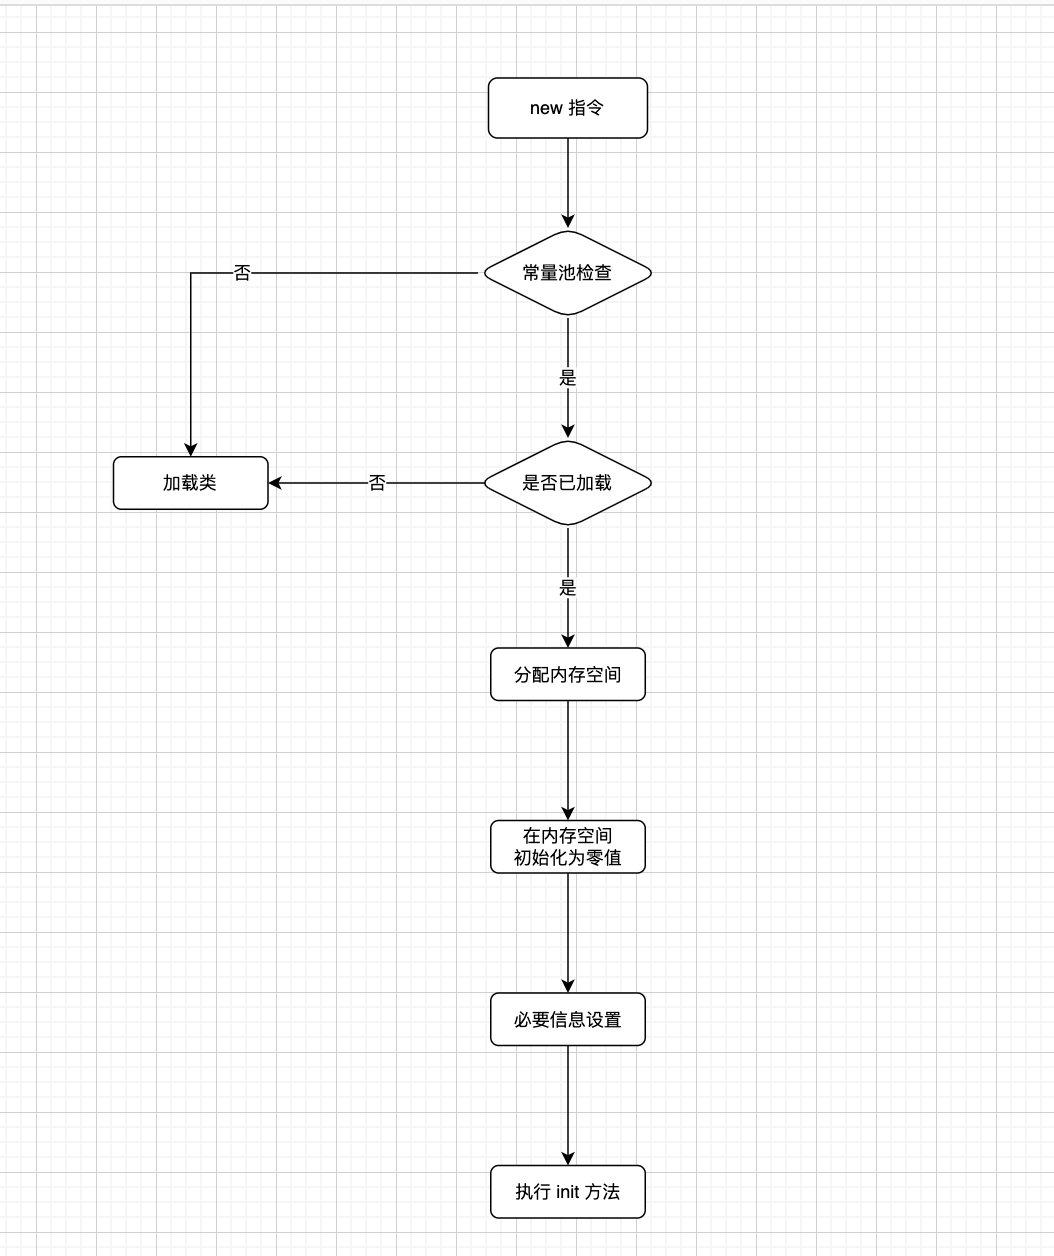 new 指令
常量池检查
否
是
加载类
否
是否已加载
是
分配内存空间
在内存空间
初始化为零值
必要信息设置
执行 init 方法